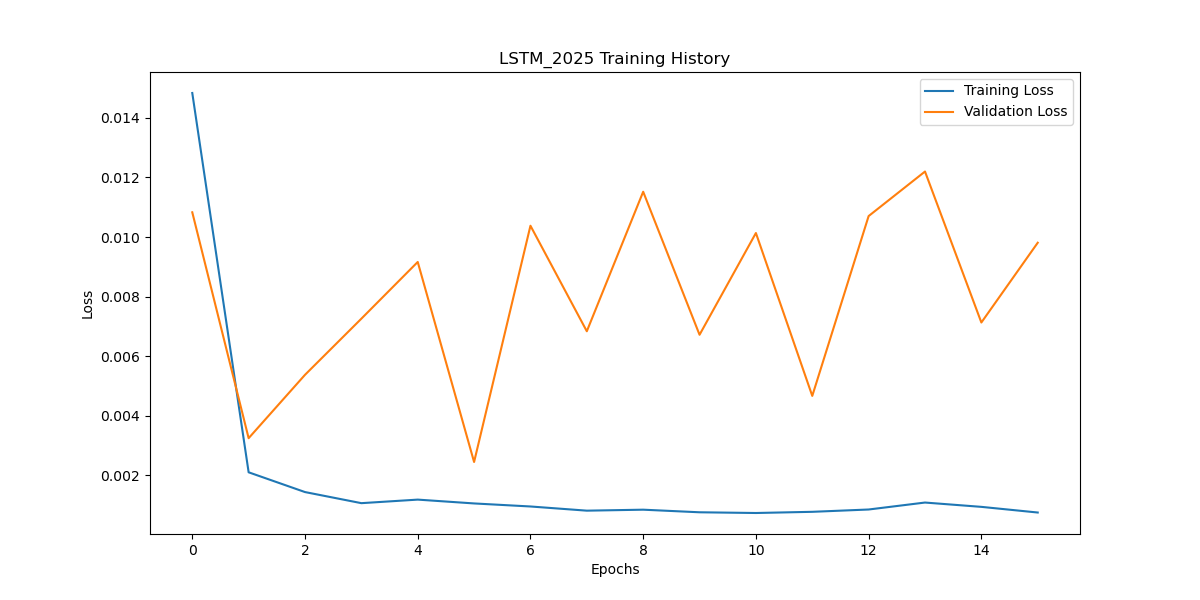 LSTM_2025 Training History
Training Loss
Validation Loss
0.014
0.012
0.010
0.008
0.006
0.004
0.002
Loss
0 2 4 6 8 10 12 14
Epochs